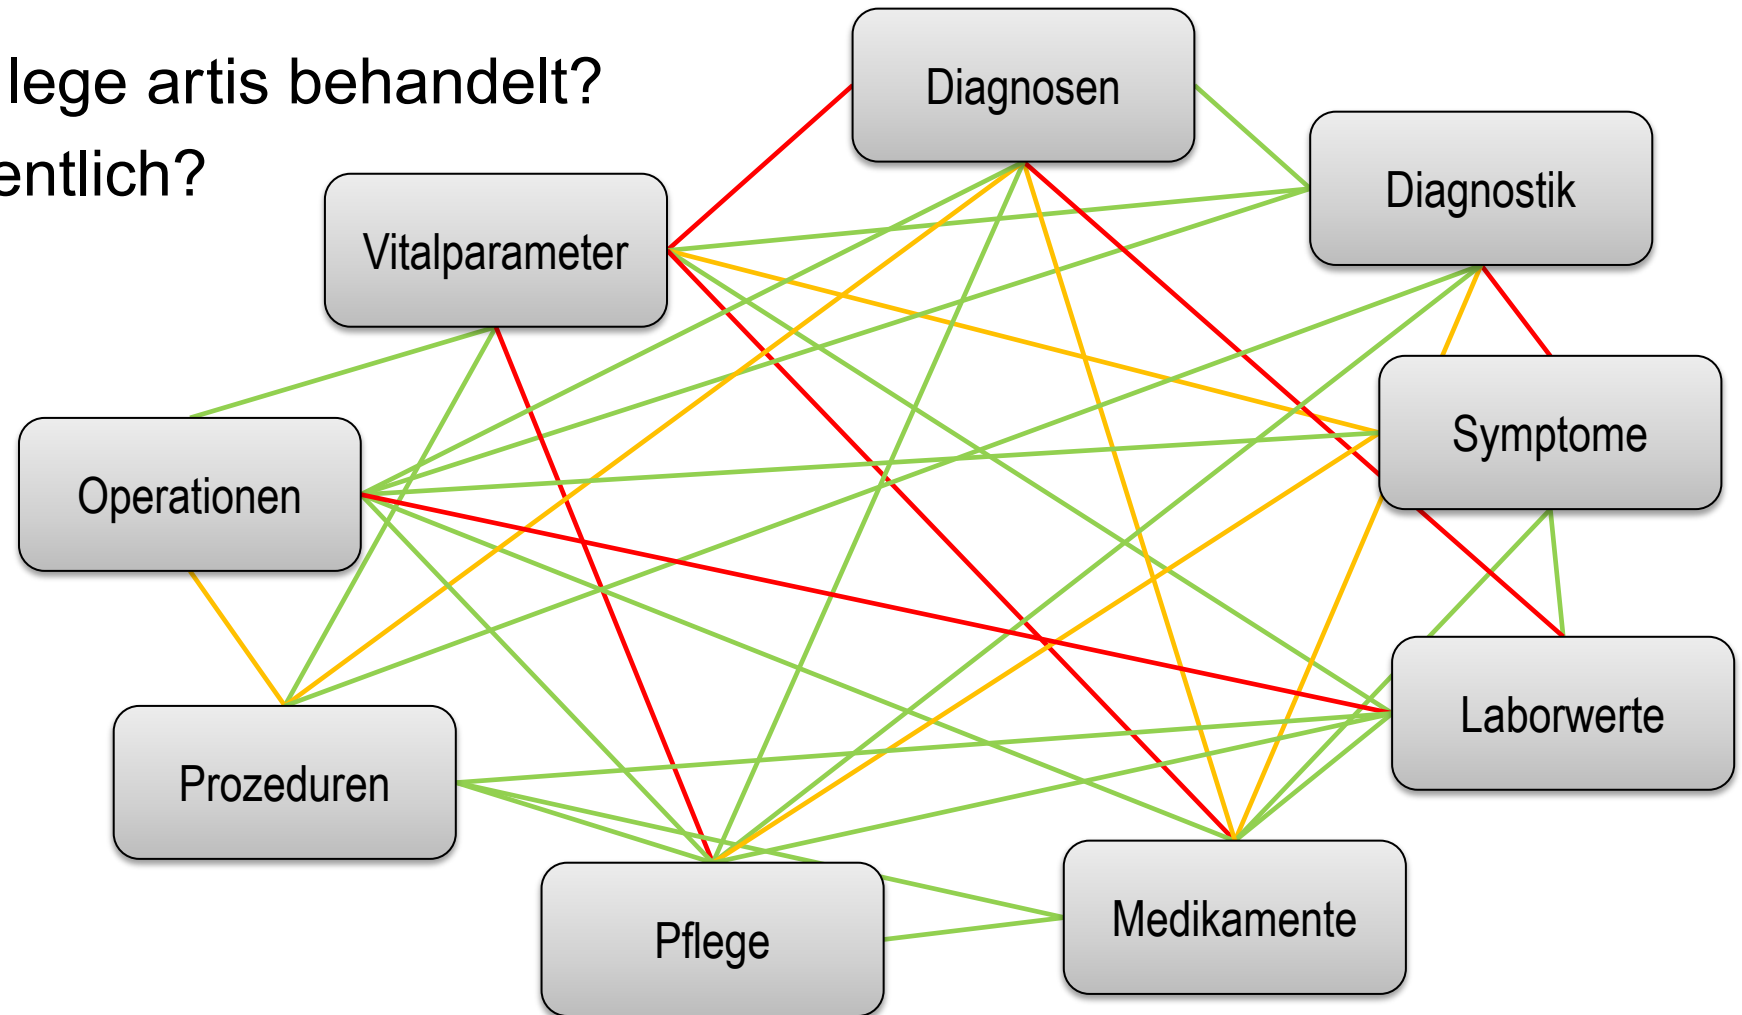 lege artis behandelt?
entlich?
Diagnosen
Diagnostik
Vitalparameter
Symptome
Operationen
Laborwerte
Prozeduren
Medikamente
Pflege